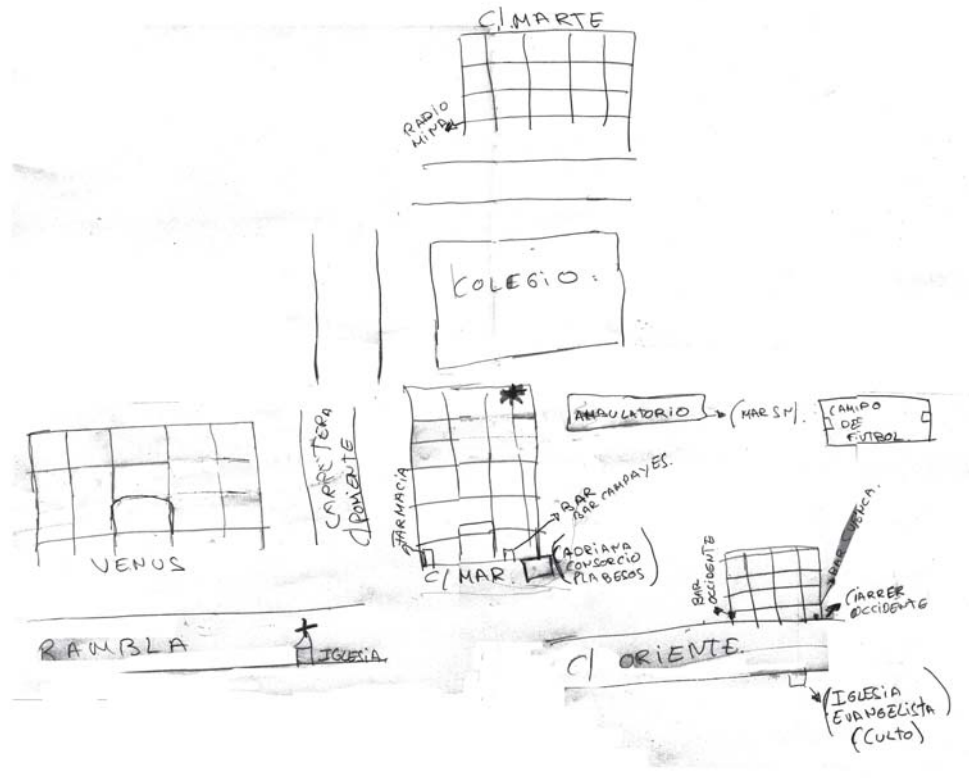 C/. MARTE
RADIO
MINA
COLEGIO.
CARRETERA
PONIENTE
FARMACIA
AMBULATORIO
(MAR SN).
CAMPO
DE
FUTBOL.
VENUS
C/ MAR.
BAR
BAR CAMPAYES.
(ADRIANA
CONSORCIO
PLA BESOS)
BAR
OCCIDENTE
BAR CUENCA.
CARRER
OCCIDENTE
RAMBLA
IGLESIA.
C/ ORIENTE.
(IGLESIA
EVANGELISTA
(CULTO)